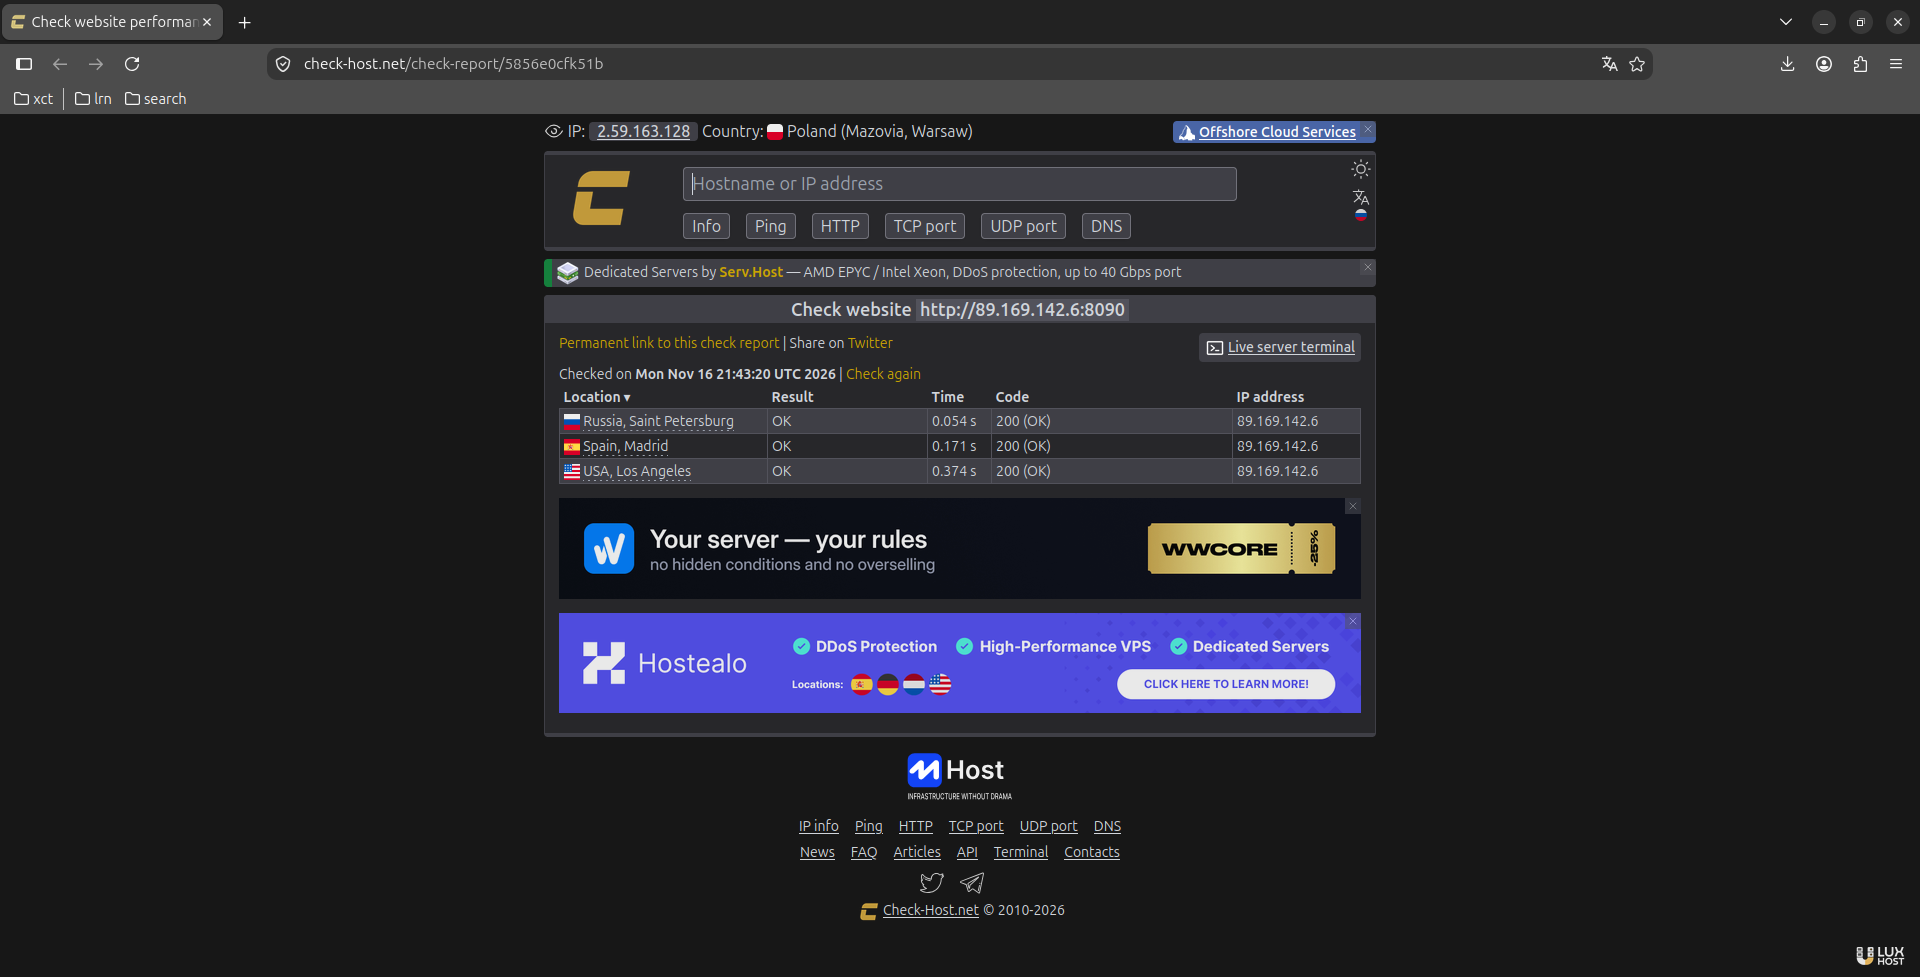 Check website performan
check-host.net/check-report/5856e0cfk51b
xct lrn search
IP: 2.59.163.128 Country: Poland (Mazovia, Warsaw)
Offshore Cloud Services
Hostname or IP address
Info Ping HTTP TCP port UDP port DNS
Dedicated Servers by Serv.Host — AMD EPYC / Intel Xeon, DDoS protection, up to 40 Gbps port
Check website http://89.169.142.6:8090
Permanent link to this check report | Share on Twitter
Live server terminal
Checked on Mon Nov 16 21:43:20 UTC 2026 | Check again
Location ▾ Result Time Code IP address
Russia, Saint Petersburg OK 0.054 s 200 (OK) 89.169.142.6
Spain, Madrid OK 0.171 s 200 (OK) 89.169.142.6
USA, Los Angeles OK 0.374 s 200 (OK) 89.169.142.6
Your server — your rules
no hidden conditions and no overselling
WWCORE -25%
Hostealo
DDoS Protection High-Performance VPS Dedicated Servers
Locations:
CLICK HERE TO LEARN MORE!
Host
INFRASTRUCTURE WITHOUT DRAMA
IP info Ping HTTP TCP port UDP port DNS
News FAQ Articles API Terminal Contacts
Check-Host.net © 2010-2026
LUX
HOST